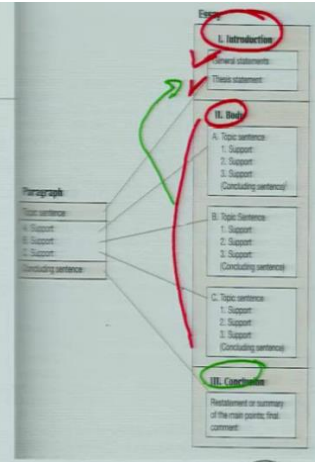 Essay
I. Introduction
General statements
Thesis statement
II. Body
A. Topic sentence
1. Support
2. Support
3. Support
(Concluding sentence)
B. Topic Sentence
1. Support
2. Support
3. Support
(Concluding sentence)
C. Topic sentence
1. Support
2. Support
3. Support
(Concluding sentence)
III. Conclusion
Restatement or summary
of the main points; final
comment
Paragraph
Topic sentence
A. Support
B. Support
C. Support
Concluding sentence